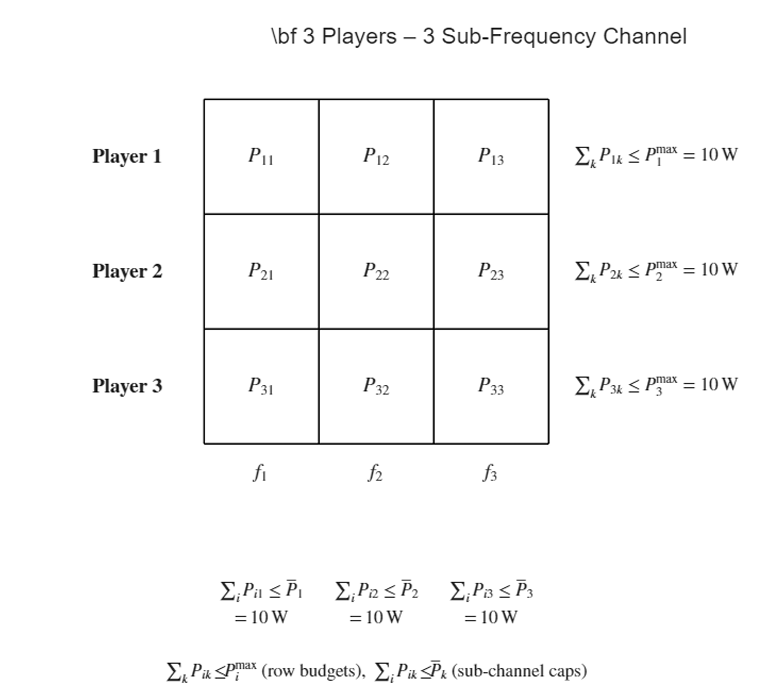 \bf 3 Players – 3 Sub-Frequency Channel
Player 1 P₁₁ P₁₂ P₁₃ ∑ₖ P₁ₖ ≤ P₁ᵐᵃˣ = 10 W
Player 2 P₂₁ P₂₂ P₂₃ ∑ₖ P₂ₖ ≤ P₂ᵐᵃˣ = 10 W
Player 3 P₃₁ P₃₂ P₃₃ ∑ₖ P₃ₖ ≤ P₃ᵐᵃˣ = 10 W
f₁ f₂ f₃
∑ᵢ Pᵢ₁ ≤ P̄₁ ∑ᵢ Pᵢ₂ ≤ P̄₂ ∑ᵢ Pᵢ₃ ≤ P̄₃
= 10 W = 10 W = 10 W
∑ₖ Pᵢₖ ≤ Pᵢᵐᵃˣ (row budgets), ∑ᵢ Pᵢₖ ≤ P̄ₖ (sub-channel caps)